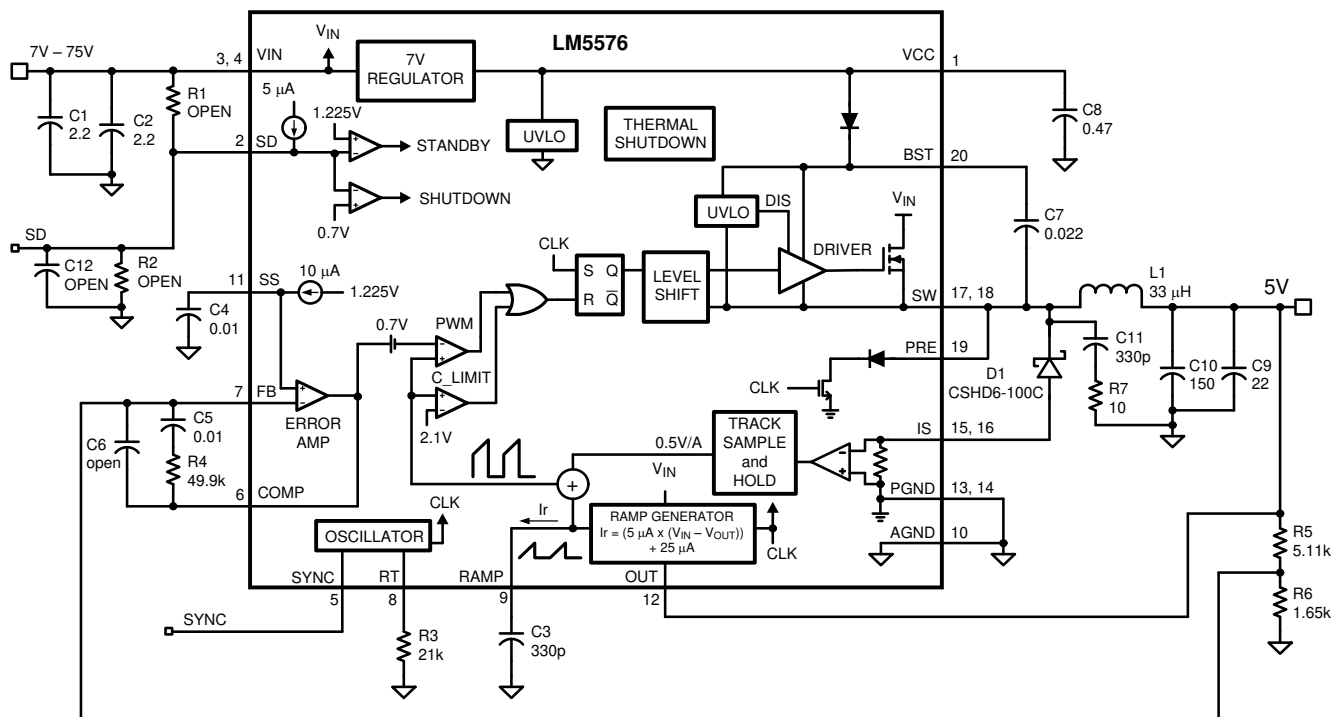 LM5576
7V – 75V
3, 4
VIN
V_IN
7V
REGULATOR
VCC
1
C1
2.2
C2
2.2
R1
OPEN
5 µA
1.225V
2
SD
STANDBY
SHUTDOWN
0.7V
UVLO
THERMAL
SHUTDOWN
C8
0.47
BST
20
UVLO
DIS
V_IN
DRIVER
C7
0.022
SD
C12
OPEN
R2
OPEN
11
SS
10 µA
1.225V
C4
0.01
CLK
S Q
R Q̅
LEVEL
SHIFT
SW
17, 18
L1
33 µH
5V
0.7V
PWM
C_LIMIT
2.1V
PRE
19
CLK
D1
CSHD6-100C
C11
330p
R7
10
C10
150
C9
22
7
FB
ERROR
AMP
C5
0.01
C6
open
R4
49.9k
6
COMP
0.5V/A
TRACK
SAMPLE
and
HOLD
IS
15, 16
V_IN
+
PGND
13, 14
Ir
RAMP GENERATOR
Ir = (5 µA x (V_IN – V_OUT))
+ 25 µA
CLK
AGND
10
CLK
OSCILLATOR
R5
5.11k
R6
1.65k
SYNC
5
RT
8
RAMP
9
OUT
12
SYNC
R3
21k
C3
330p